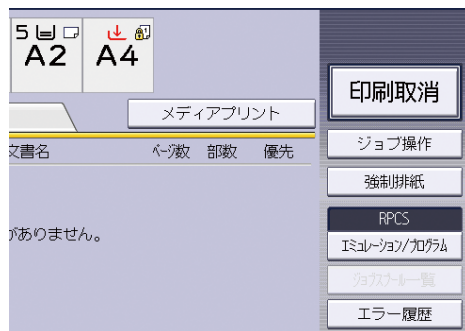 5
A2
A4
印刷取消
メディアプリント
文書名 ページ数 部数 優先
ジョブ操作
強制排紙
がありません。
RPCS
エミュレーション/プログラム
ジョブスプール一覧
エラー履歴